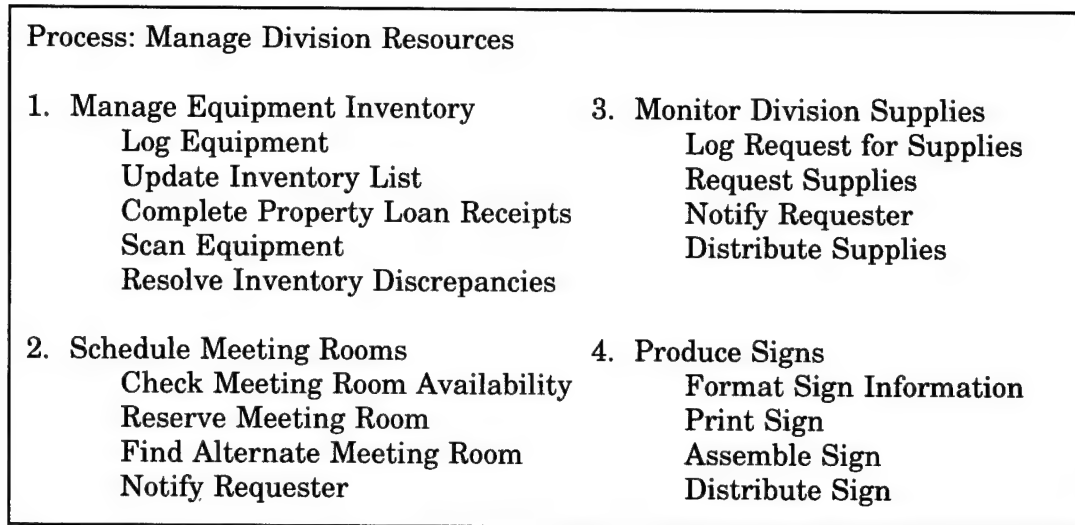 Process: Manage Division Resources
1. Manage Equipment Inventory
Log Equipment
Update Inventory List
Complete Property Loan Receipts
Scan Equipment
Resolve Inventory Discrepancies
2. Schedule Meeting Rooms
Check Meeting Room Availability
Reserve Meeting Room
Find Alternate Meeting Room
Notify Requester
3. Monitor Division Supplies
Log Request for Supplies
Request Supplies
Notify Requester
Distribute Supplies
4. Produce Signs
Format Sign Information
Print Sign
Assemble Sign
Distribute Sign